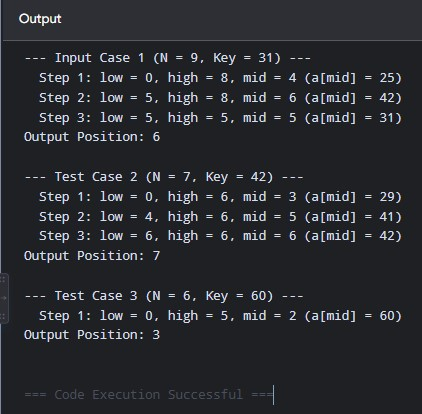 Output
--- Input Case 1 (N = 9, Key = 31) ---
Step 1: low = 0, high = 8, mid = 4 (a[mid] = 25)
Step 2: low = 5, high = 8, mid = 6 (a[mid] = 42)
Step 3: low = 5, high = 5, mid = 5 (a[mid] = 31)
Output Position: 6
--- Test Case 2 (N = 7, Key = 42) ---
Step 1: low = 0, high = 6, mid = 3 (a[mid] = 29)
Step 2: low = 4, high = 6, mid = 5 (a[mid] = 41)
Step 3: low = 6, high = 6, mid = 6 (a[mid] = 42)
Output Position: 7
--- Test Case 3 (N = 6, Key = 60) ---
Step 1: low = 0, high = 5, mid = 2 (a[mid] = 60)
Output Position: 3
=== Code Execution Successful ===